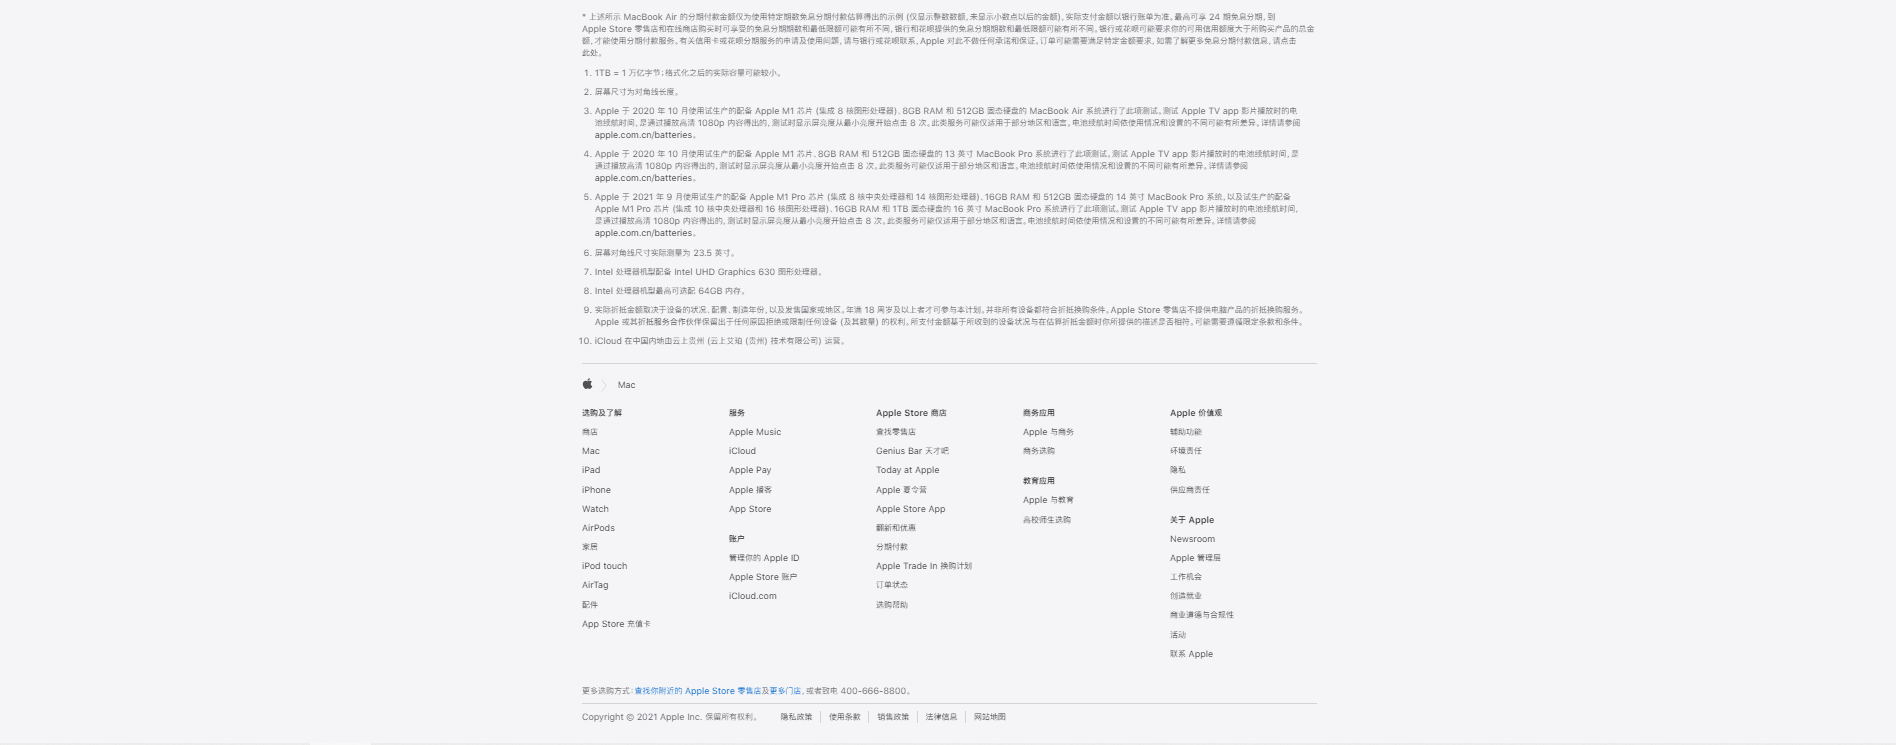 * 上述所示 MacBook Air 的分期付款金额仅为使用特定期数免息分期付款估算得出的示例 (仅显示整数数额，未显示小数点以后的金额)，实际支付金额以银行账单为准。最高可享 24 期免息分期，到
Apple Store 零售店和在线商店购买时可享受的免息分期期数和最低限额可能有所不同，银行和花呗提供的免息分期期数和最低限额可能有所不同。银行或花呗可能要求你的可用信用额度大于所购买产品的总金
额，才能使用分期付款服务。有关信用卡或花呗分期服务的申请及使用问题，请与银行或花呗联系，Apple 对此不做任何承诺和保证。订单可能需要满足特定金额要求，如需了解更多免息分期付款信息，请点击
此处。
1. 1TB = 1 万亿字节；格式化之后的实际容量可能较小。
2. 屏幕尺寸为对角线长度。
3. Apple 于 2020 年 10 月使用试生产的配备 Apple M1 芯片 (集成 8 核图形处理器)、8GB RAM 和 512GB 固态硬盘的 MacBook Air 系统进行了此项测试。测试 Apple TV app 影片播放时的电
池续航时间，是通过播放高清 1080p 内容得出的，测试时显示屏亮度从最小亮度开始点击 8 次。此类服务可能仅适用于部分地区和语言。电池续航时间依使用情况和设置的不同可能有所差异。详情请参阅
apple.com.cn/batteries。
4. Apple 于 2020 年 10 月使用试生产的配备 Apple M1 芯片、8GB RAM 和 512GB 固态硬盘的 13 英寸 MacBook Pro 系统进行了此项测试。测试 Apple TV app 影片播放时的电池续航时间，是
通过播放高清 1080p 内容得出的，测试时显示屏亮度从最小亮度开始点击 8 次。此类服务可能仅适用于部分地区和语言。电池续航时间依使用情况和设置的不同可能有所差异。详情请参阅
apple.com.cn/batteries。
5. Apple 于 2021 年 9 月使用试生产的配备 Apple M1 Pro 芯片 (集成 8 核中央处理器和 14 核图形处理器)、16GB RAM 和 512GB 固态硬盘的 14 英寸 MacBook Pro 系统，以及试生产的配备
Apple M1 Pro 芯片 (集成 10 核中央处理器和 16 核图形处理器)、16GB RAM 和 1TB 固态硬盘的 16 英寸 MacBook Pro 系统进行了此项测试。测试 Apple TV app 影片播放时的电池续航时间，
是通过播放高清 1080p 内容得出的，测试时显示屏亮度从最小亮度开始点击 8 次。此类服务可能仅适用于部分地区和语言。电池续航时间依使用情况和设置的不同可能有所差异。详情请参阅
apple.com.cn/batteries。
6. 屏幕对角线尺寸实际测量为 23.5 英寸。
7. Intel 处理器机型配备 Intel UHD Graphics 630 图形处理器。
8. Intel 处理器机型最高可选配 64GB 内存。
9. 实际折抵金额取决于设备的状况、配置、制造年份，以及发售国家或地区。年满 18 周岁及以上者才可参与本计划。并非所有设备都符合折抵换购条件。Apple Store 零售店不提供电脑产品的折抵换购服务。
Apple 或其折抵服务合作伙伴保留出于任何原因拒绝或限制任何设备 (及其数量) 的权利。所支付金额基于所收到的设备状况与在估算折抵金额时你所提供的描述是否相符。可能需要遵循限定条款和条件。
10. iCloud 在中国内地由云上贵州 (云上艾珀 (贵州) 技术有限公司) 运营。
Mac
选购及了解
商店
Mac
iPad
iPhone
Watch
AirPods
家居
iPod touch
AirTag
配件
App Store 充值卡
服务
Apple Music
iCloud
Apple Pay
Apple 播客
App Store
账户
管理你的 Apple ID
Apple Store 账户
iCloud.com
Apple Store 商店
查找零售店
Genius Bar 天才吧
Today at Apple
Apple 夏令营
Apple Store App
翻新和优惠
分期付款
Apple Trade In 换购计划
订单状态
选购帮助
商务应用
Apple 与商务
商务选购
教育应用
Apple 与教育
高校师生选购
Apple 价值观
辅助功能
环境责任
隐私
供应商责任
关于 Apple
Newsroom
Apple 管理层
工作机会
创造就业
商业道德与合规性
活动
联系 Apple
更多选购方式：查找你附近的 Apple Store 零售店及更多门店，或者致电 400-666-8800。
Copyright © 2021 Apple Inc. 保留所有权利。 隐私政策 使用条款 销售政策 法律信息 网站地图